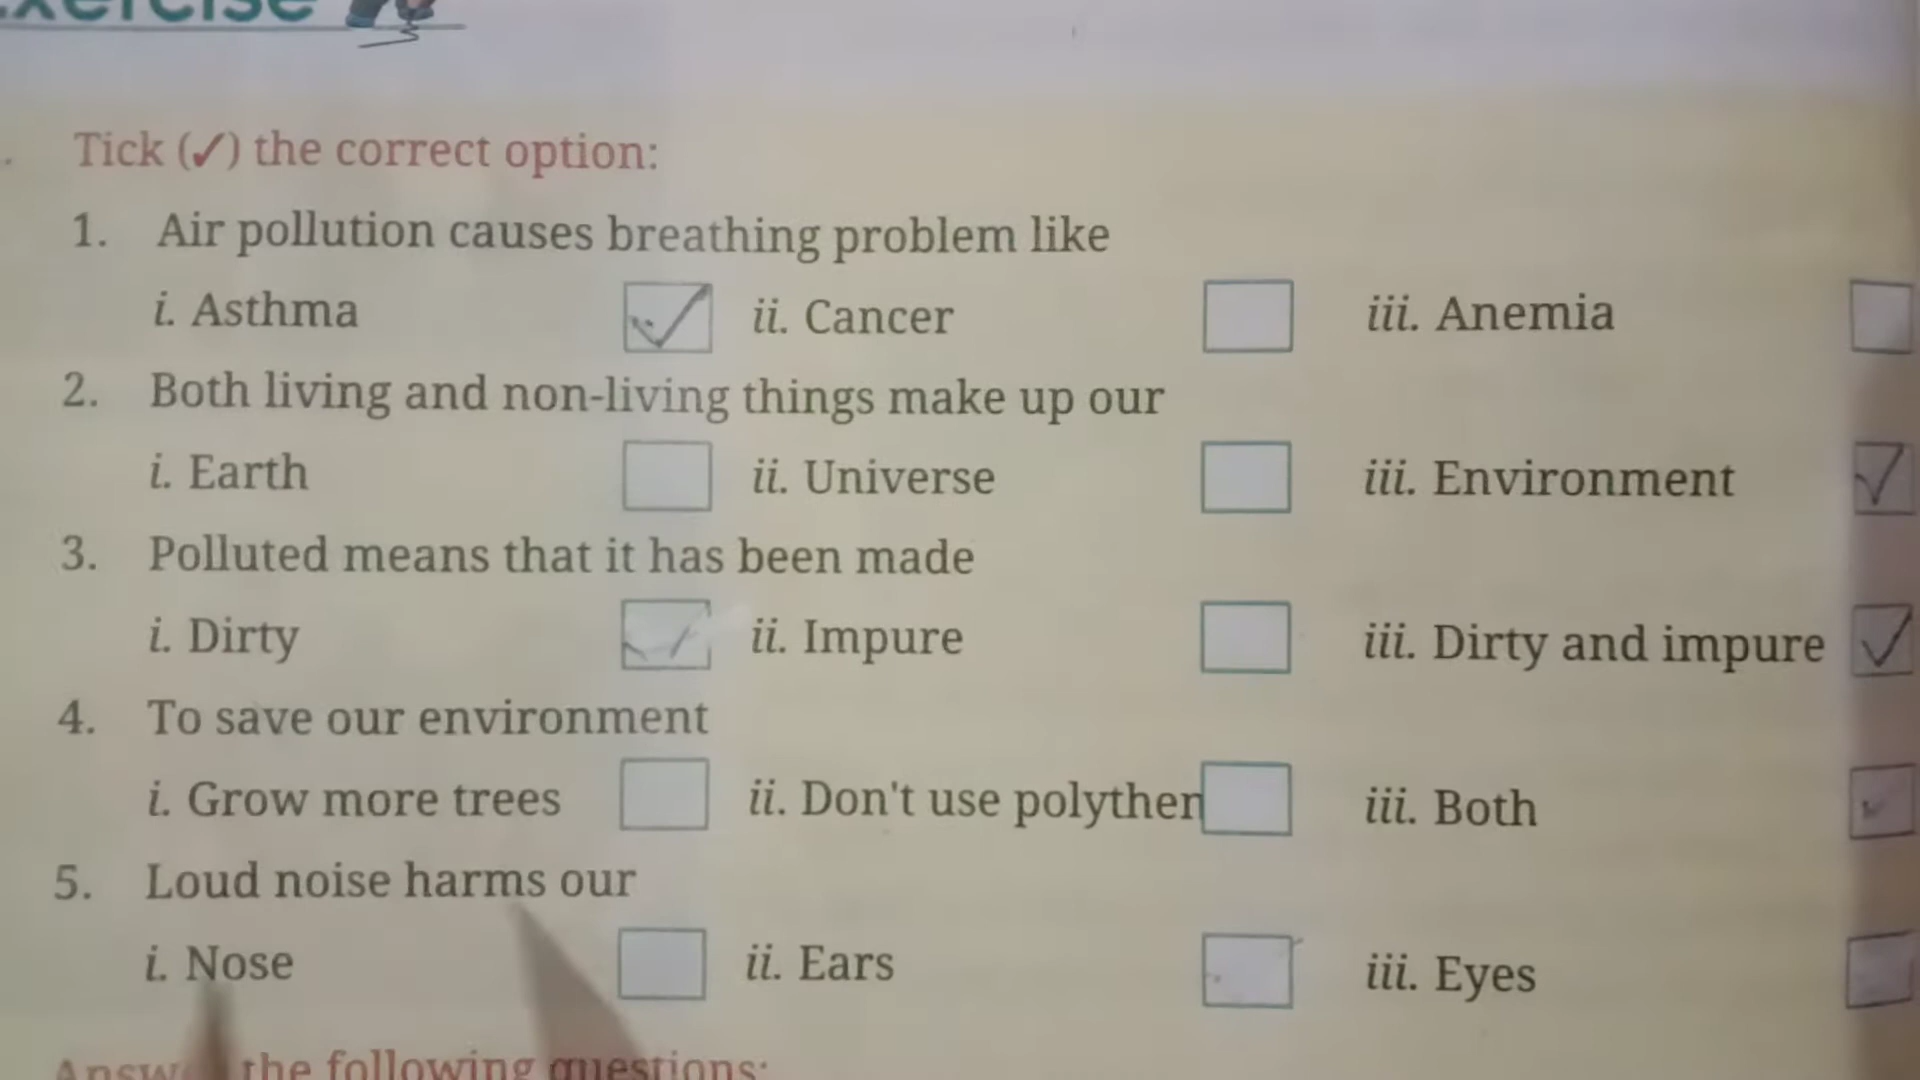 Exercise
Tick (✓) the correct option:
1. Air pollution causes breathing problem like
i. Asthma ✓ ii. Cancer iii. Anemia
2. Both living and non-living things make up our
i. Earth ii. Universe iii. Environment ✓
3. Polluted means that it has been made
i. Dirty ii. Impure iii. Dirty and impure ✓
4. To save our environment
i. Grow more trees ii. Don't use polythen iii. Both
5. Loud noise harms our
i. Nose ii. Ears iii. Eyes
the following questions: